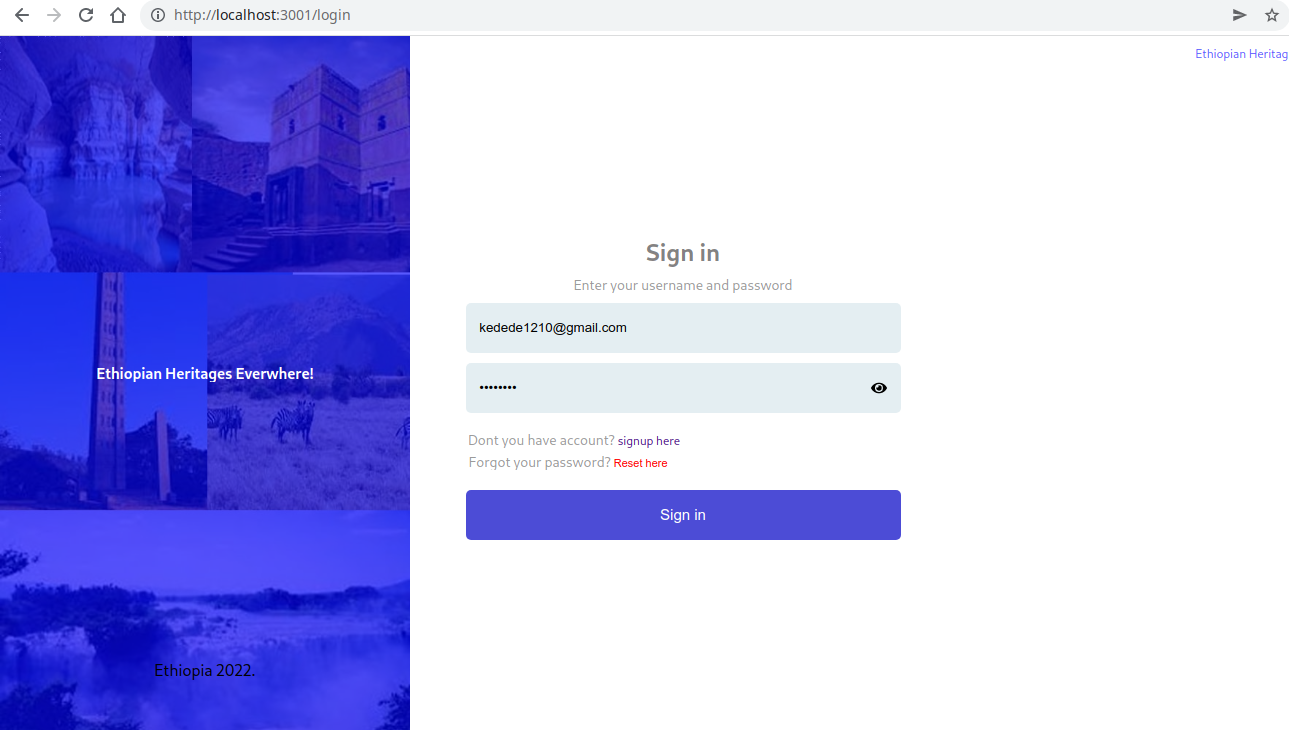 http://localhost:3001/login
Ethiopian Heritag
Sign in
Enter your username and password
kedede1210@gmail.com
••••••••
Dont you have account? signup here
Forgot your password? Reset here
Sign in
Ethiopian Heritages Everwhere!
Ethiopia 2022.